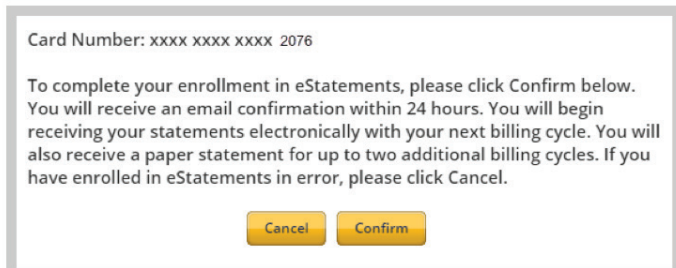 Card Number: xxxx xxxx xxxx 2076
To complete your enrollment in eStatements, please click Confirm below.
You will receive an email confirmation within 24 hours. You will begin
receiving your statements electronically with your next billing cycle. You will
also receive a paper statement for up to two additional billing cycles. If you
have enrolled in eStatements in error, please click Cancel.
Cancel Confirm